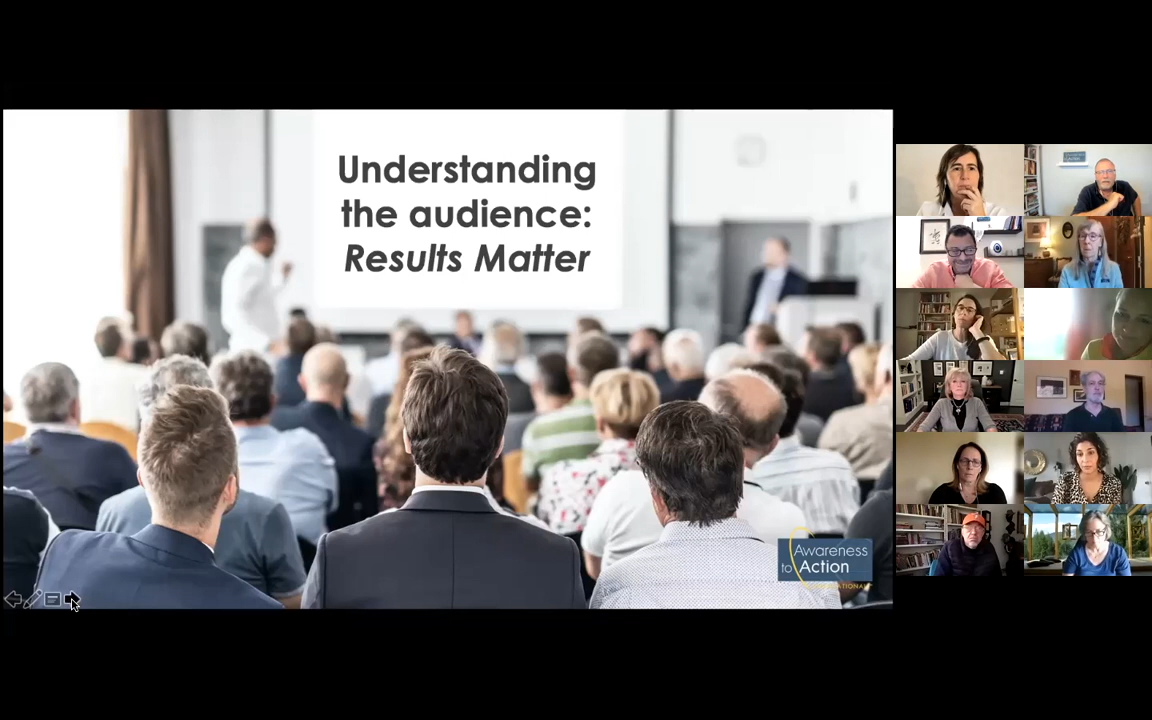 Understanding
the audience:
Results Matter
Awareness
to Action